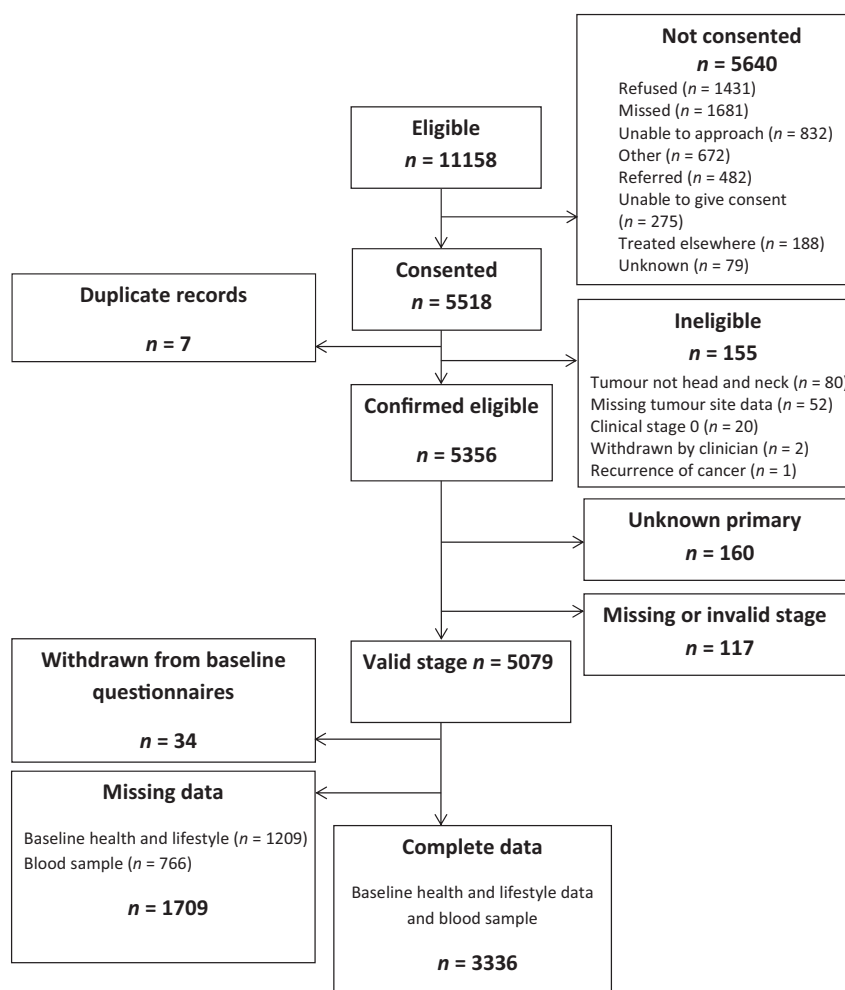 Not consented
n = 5640
Refused (n = 1431)
Missed (n = 1681)
Unable to approach (n = 832)
Other (n = 672)
Referred (n = 482)
Unable to give consent
(n = 275)
Treated elsewhere (n = 188)
Unknown (n = 79)
Eligible
n = 11158
Consented
n = 5518
Duplicate records
n = 7
Ineligible
n = 155
Tumour not head and neck (n = 80)
Missing tumour site data (n = 52)
Clinical stage 0 (n = 20)
Withdrawn by clinician (n = 2)
Recurrence of cancer (n = 1)
Confirmed eligible
n = 5356
Unknown primary
n = 160
Missing or invalid stage
n = 117
Valid stage n = 5079
Withdrawn from baseline
questionnaires
n = 34
Missing data
Baseline health and lifestyle (n = 1209)
Blood sample (n = 766)
n = 1709
Complete data
Baseline health and lifestyle data
and blood sample
n = 3336